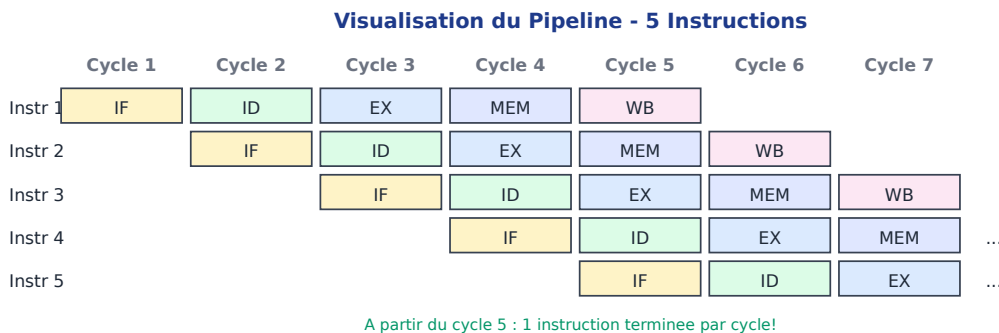 Visualisation du Pipeline - 5 Instructions
Cycle 1 Cycle 2 Cycle 3 Cycle 4 Cycle 5 Cycle 6 Cycle 7
Instr 1 IF ID EX MEM WB
Instr 2 IF ID EX MEM WB
Instr 3 IF ID EX MEM WB
Instr 4 IF ID EX MEM ...
Instr 5 IF ID EX ...
A partir du cycle 5 : 1 instruction terminee par cycle!